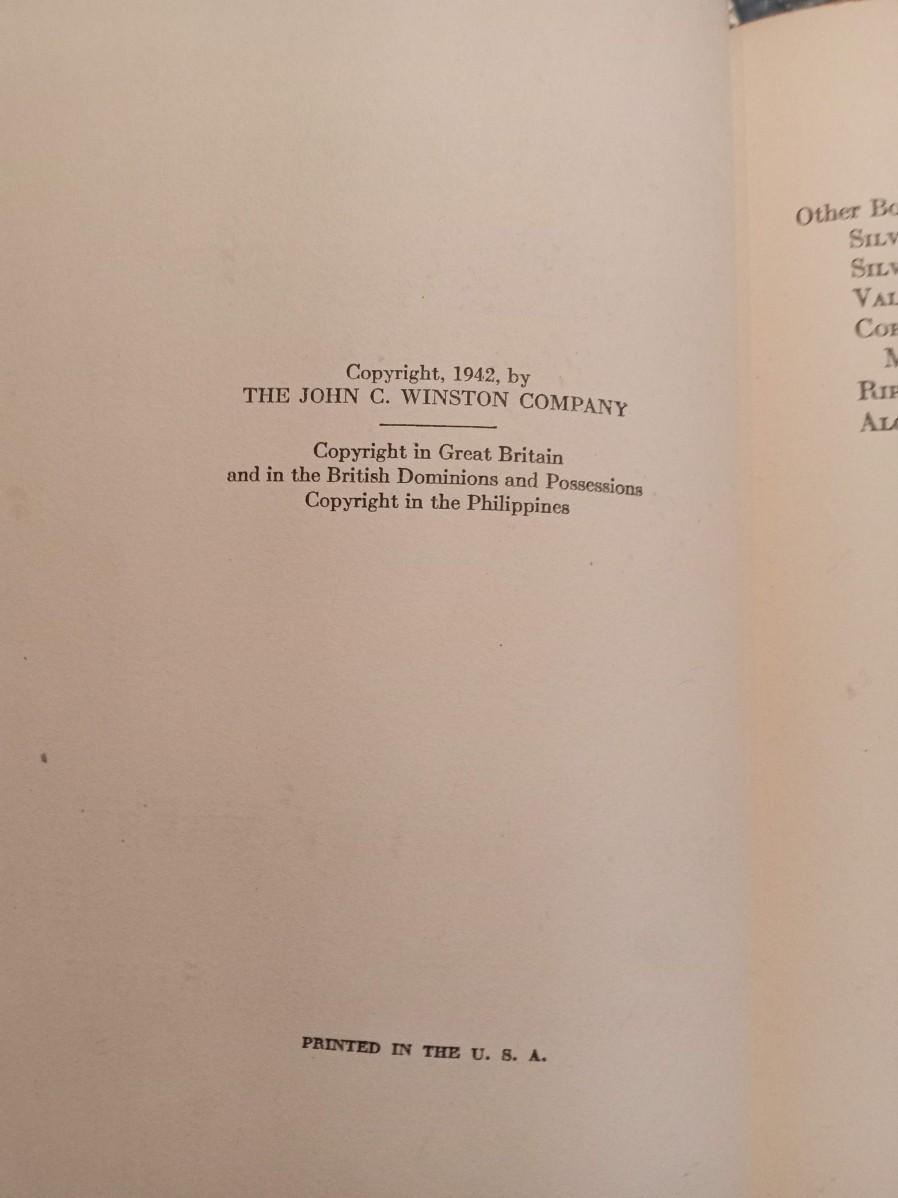 Copyright, 1942, by
THE JOHN C. WINSTON COMPANY
Copyright in Great Britain
and in the British Dominions and Possessions
Copyright in the Philippines
PRINTED IN THE U. S. A.
Other